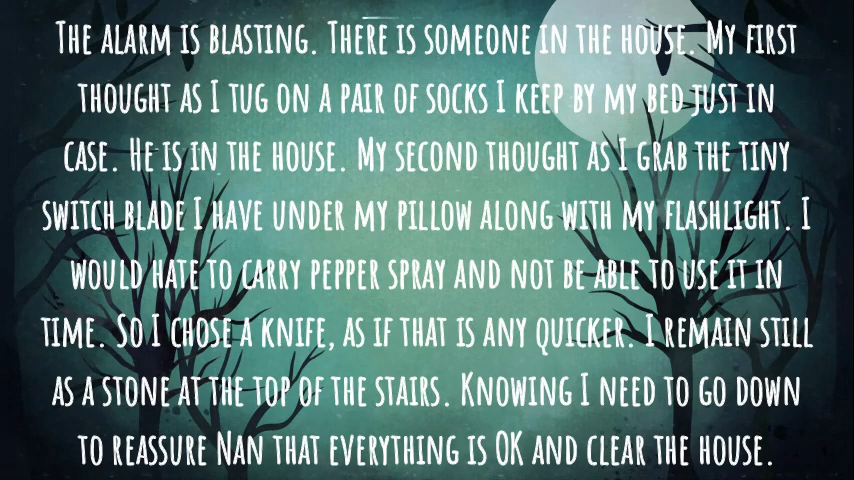 The alarm is blasting. There is someone in the house. My first
thought as I tug on a pair of socks I keep by my bed just in
case. He is in the house. My second thought as I grab the tiny
switch blade I have under my pillow along with my flashlight. I
would hate to carry pepper spray and not be able to use it in
time. So I chose a knife, as if that is any quicker. I remain still
as a stone at the top of the stairs. Knowing I need to go down
to reassure Nan that everything is OK and clear the house.